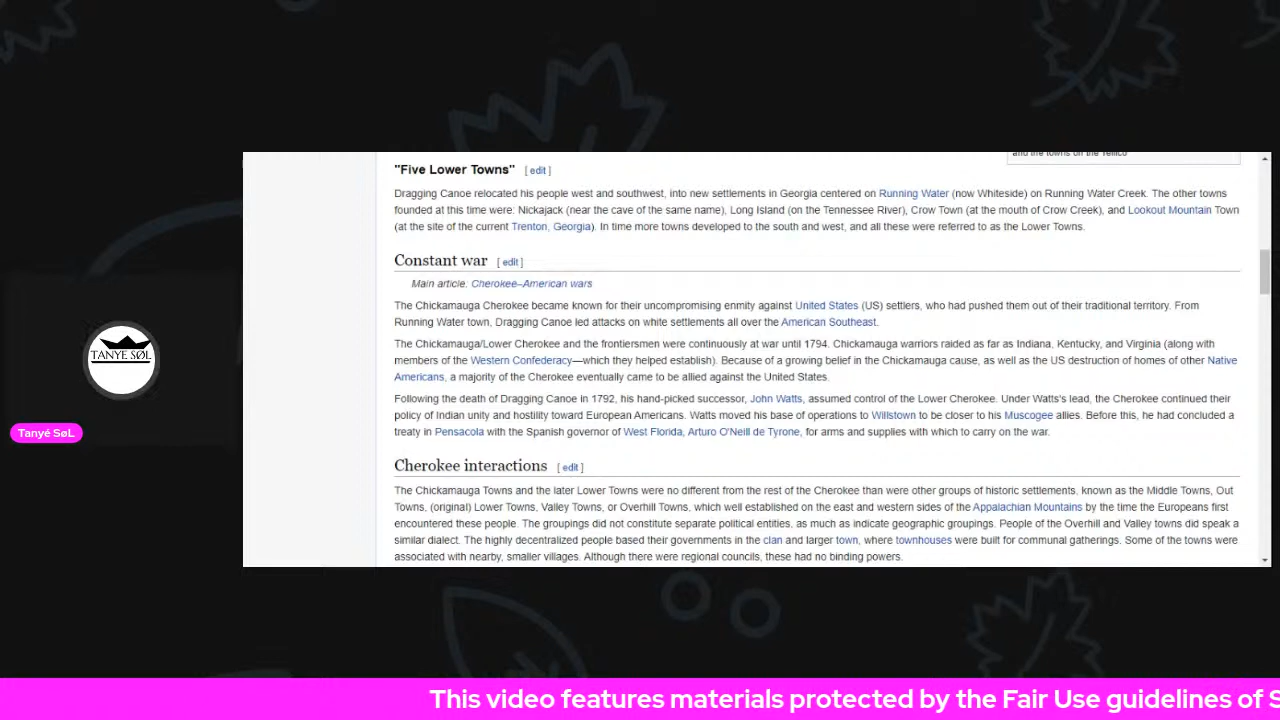 and the towns on the Tellico
"Five Lower Towns" [ edit ]
Dragging Canoe relocated his people west and southwest, into new settlements in Georgia centered on Running Water (now Whiteside) on Running Water Creek. The other towns
founded at this time were: Nickajack (near the cave of the same name), Long Island (on the Tennessee River), Crow Town (at the mouth of Crow Creek), and Lookout Mountain Town
(at the site of the current Trenton, Georgia). In time more towns developed to the south and west, and all these were referred to as the Lower Towns.
Constant war [ edit ]
Main article: Cherokee–American wars
The Chickamauga Cherokee became known for their uncompromising enmity against United States (US) settlers, who had pushed them out of their traditional territory. From
Running Water town, Dragging Canoe led attacks on white settlements all over the American Southeast.
The Chickamauga/Lower Cherokee and the frontiersmen were continuously at war until 1794. Chickamauga warriors raided as far as Indiana, Kentucky, and Virginia (along with
members of the Western Confederacy—which they helped establish). Because of a growing belief in the Chickamauga cause, as well as the US destruction of homes of other Native
Americans, a majority of the Cherokee eventually came to be allied against the United States.
Following the death of Dragging Canoe in 1792, his hand-picked successor, John Watts, assumed control of the Lower Cherokee. Under Watts's lead, the Cherokee continued their
policy of Indian unity and hostility toward European Americans. Watts moved his base of operations to Willstown to be closer to his Muscogee allies. Before this, he had concluded a
treaty in Pensacola with the Spanish governor of West Florida, Arturo O'Neill de Tyrone, for arms and supplies with which to carry on the war.
Cherokee interactions [ edit ]
The Chickamauga Towns and the later Lower Towns were no different from the rest of the Cherokee than were other groups of historic settlements, known as the Middle Towns, Out
Towns, (original) Lower Towns, Valley Towns, or Overhill Towns, which well established on the east and western sides of the Appalachian Mountains by the time the Europeans first
encountered these people. The groupings did not constitute separate political entities, as much as indicate geographic groupings. People of the Overhill and Valley towns did speak a
similar dialect. The highly decentralized people based their governments in the clan and larger town, where townhouses were built for communal gatherings. Some of the towns were
associated with nearby, smaller villages. Although there were regional councils, these had no binding powers.
TANYE SØL
Tanyé SøL
This video features materials protected by the Fair Use guidelines of S